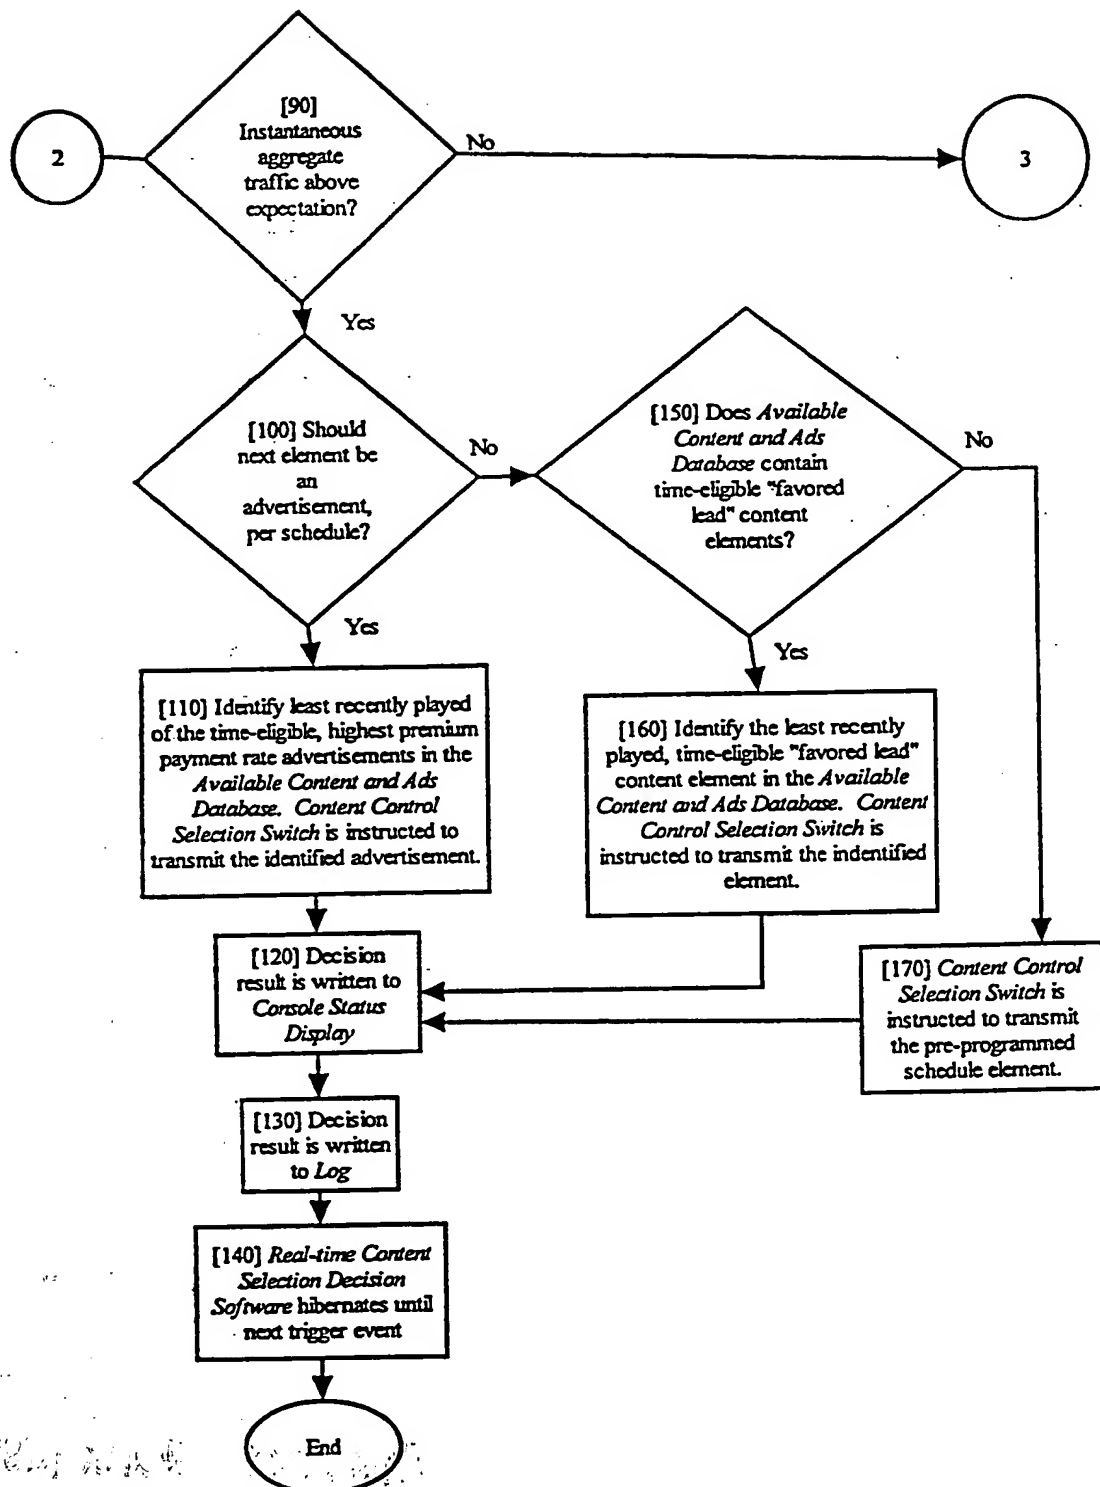 [90]
Instantaneous
aggregate
traffic above
expectation?
2
No
3
Yes
[100] Should
next element be
an
advertisement,
per schedule?
No
[150] Does Available
Content and Ads
Database contain
time-eligible "favored
lead" content
elements?
No
Yes
Yes
[110] Identify least recently played
of the time-eligible, highest premium
payment rate advertisements in the
Available Content and Ads
Database. Content Control
Selection Switch is instructed to
transmit the identified advertisement.
[160] Identify the least recently
played, time-eligible "favored lead"
content element in the Available
Content and Ads Database. Content
Control Selection Switch is
instructed to transmit the indentified
element.
[120] Decision
result is written to
Console Status
Display
[170] Content Control
Selection Switch is
instructed to transmit
the pre-programmed
schedule element.
[130] Decision
result is written
to Log
[140] Real-time Content
Selection Decision
Software hibernates until
next trigger event
End